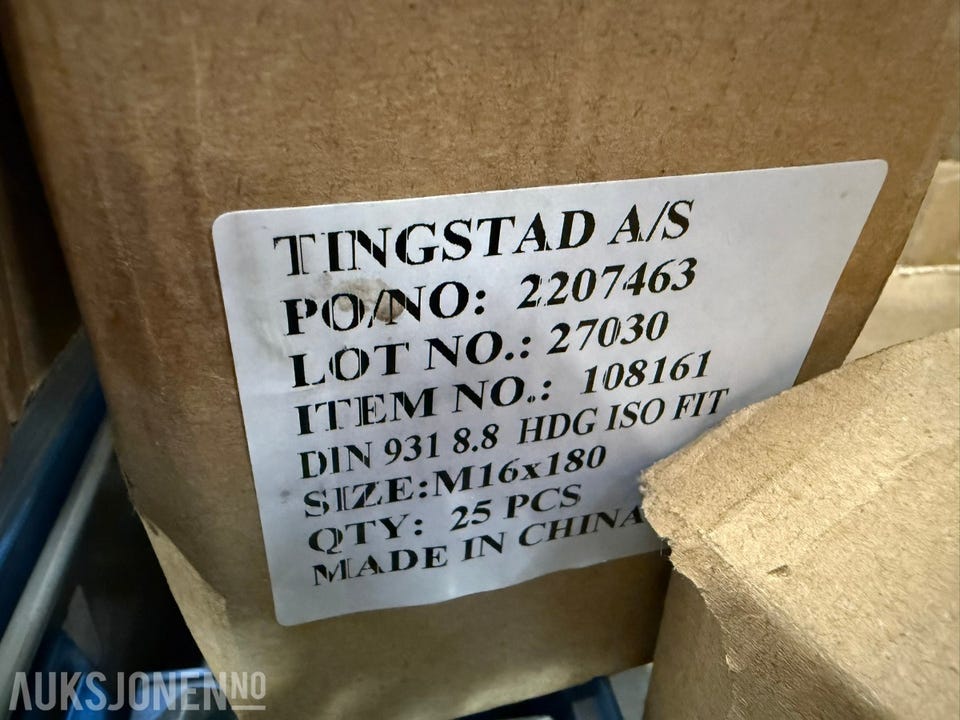 TINGSTAD A/S
PO/NO: 2207463
LOT NO.: 27030
ITEM NO.: 108161
DIN 931 8.8 HDG ISO FIT
SIZE:M16x180
QTY: 25 PCS
MADE IN CHINA
AUKSJONEN NO